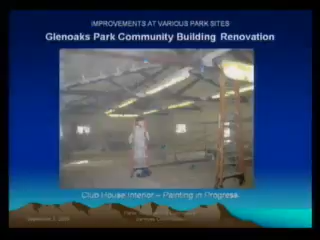 IMPROVEMENTS AT VARIOUS PARK SITES
Glenoaks Park Community Building Renovation
Club House Interior – Painting in Progress